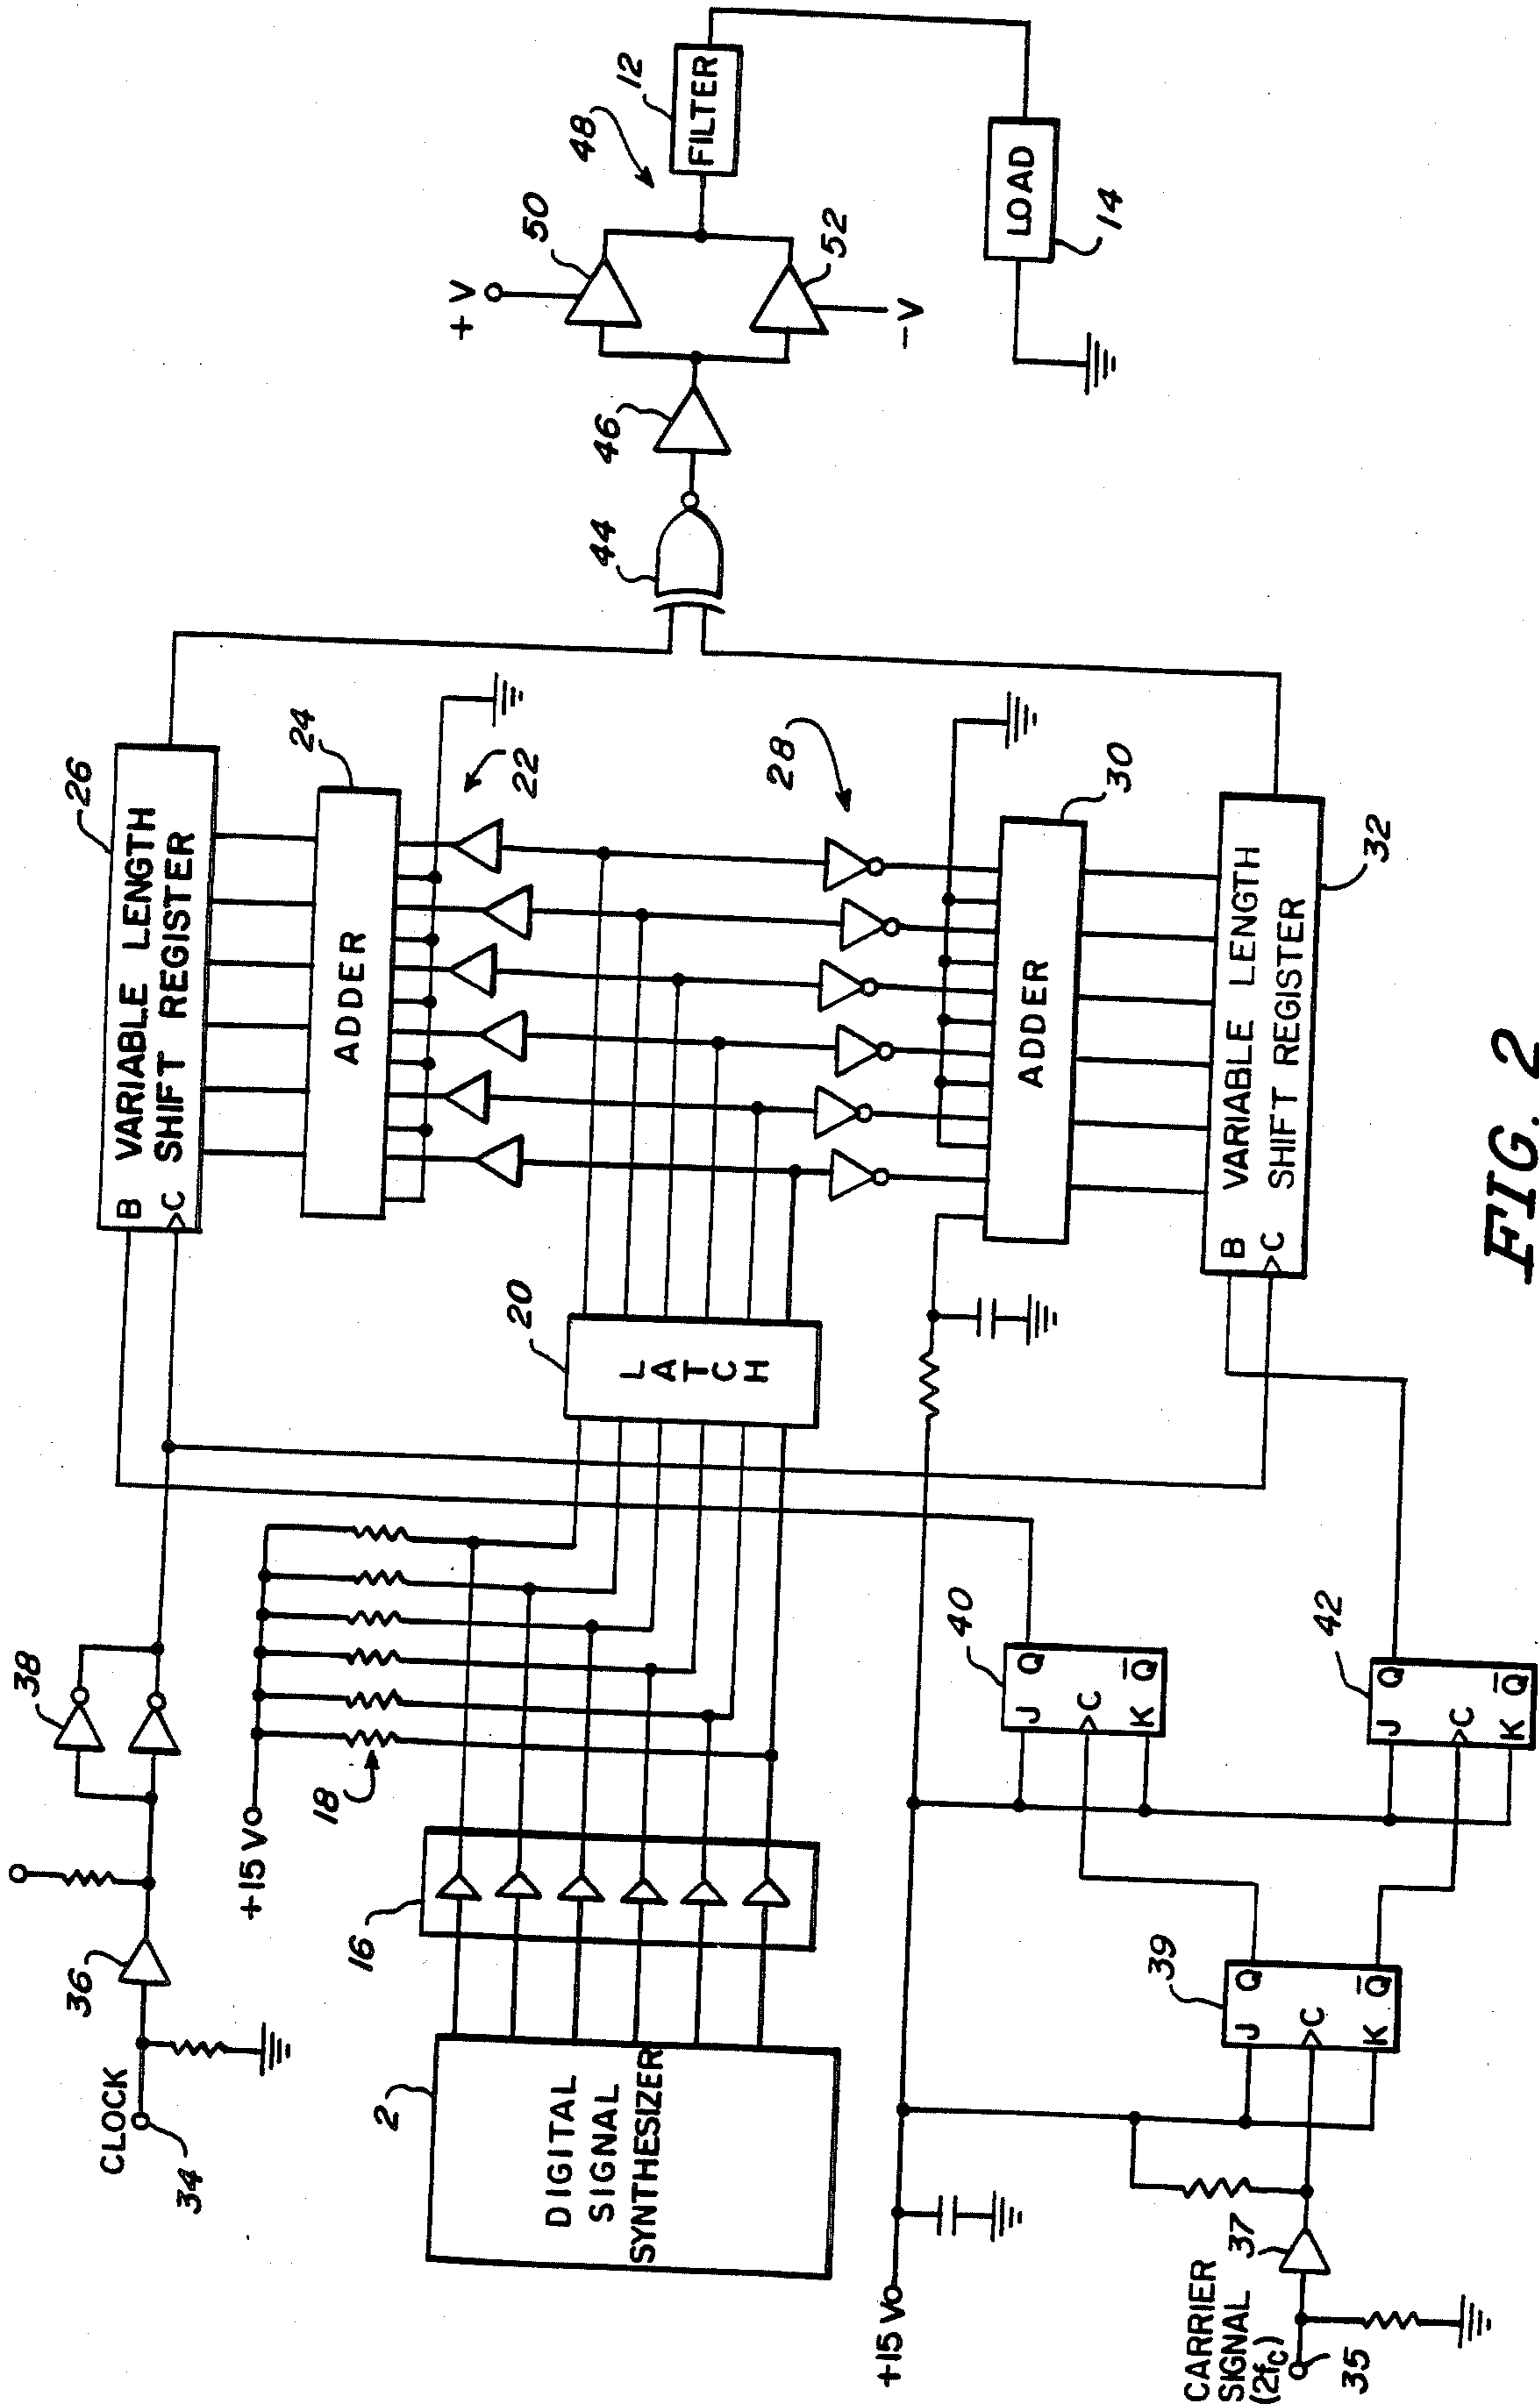 CLOCK
34
36
38
+15 V
18
2
DIGITAL
SIGNAL
SYNTHESIZER
16
20
LATCH
26
B VARIABLE LENGTH
C SHIFT REGISTER
24
ADDER
22
28
30
ADDER
B VARIABLE LENGTH
C SHIFT REGISTER
32
44
46
+V
50
52
-V
48
12
FILTER
LOAD
14
+15 V
CARRIER
SIGNAL
(2fc)
35
37
39
J Q
C
K Q̅
40
J Q
C
K Q̅
42
J Q
C
K Q̅
FIG. 2